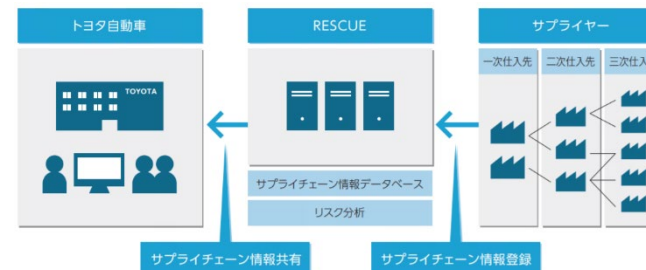 トヨタ自動車
RESCUE
サプライヤー
一次仕入先
二次仕入先
三次仕入
TOYOTA
サプライチェーン情報データベース
リスク分析
サプライチェーン情報共有
サプライチェーン情報登録